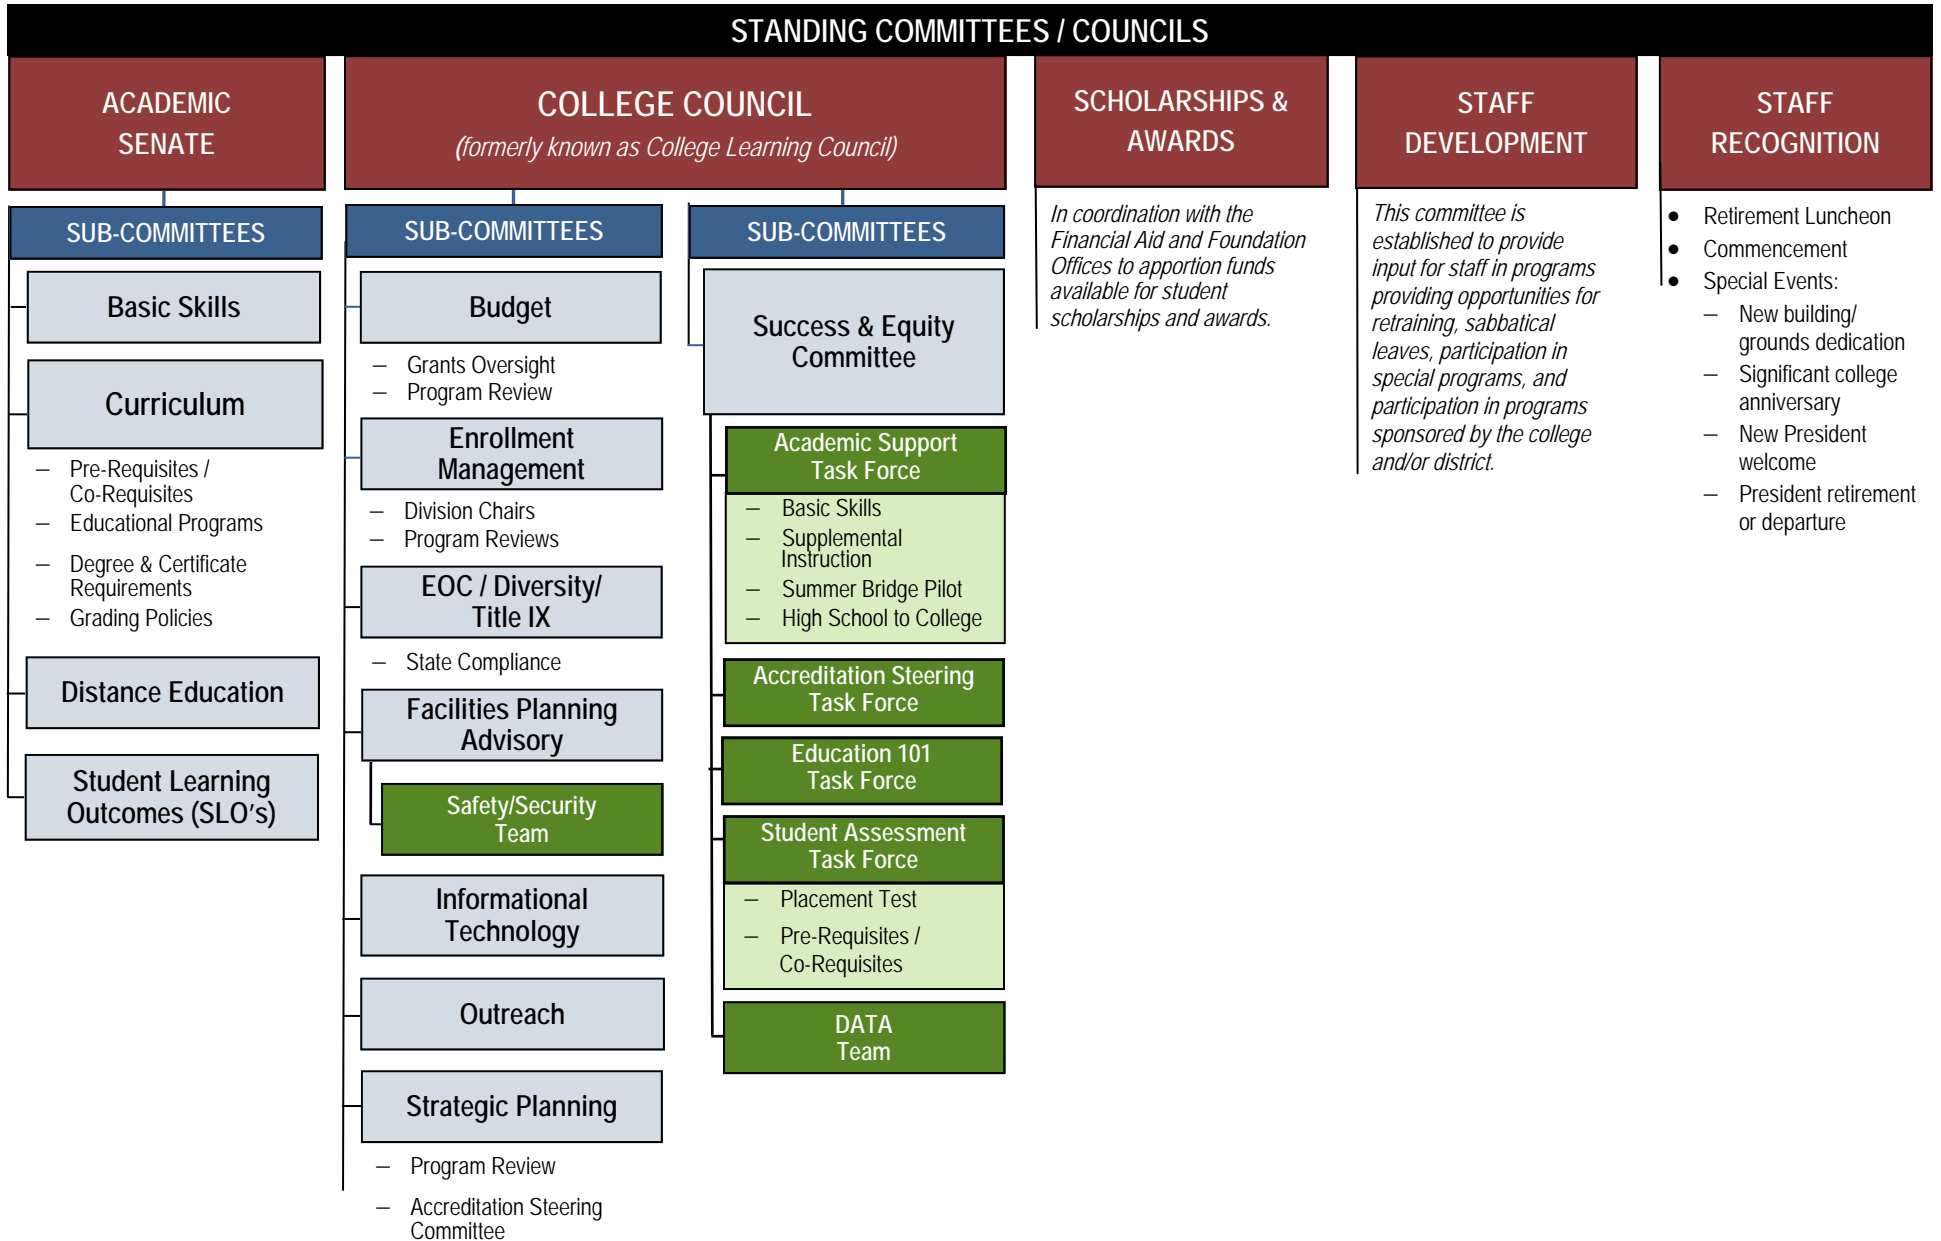 STANDING COMMITTEES / COUNCILS
ACADEMIC
SENATE
SUB-COMMITTEES
Basic Skills
Curriculum
– Pre-Requisites /
Co-Requisites
– Educational Programs
– Degree & Certificate
Requirements
– Grading Policies
Distance Education
Student Learning
Outcomes (SLO's)
COLLEGE COUNCIL
(formerly known as College Learning Council)
SUB-COMMITTEES
Budget
– Grants Oversight
– Program Review
Enrollment
Management
– Division Chairs
– Program Reviews
EOC / Diversity/
Title IX
– State Compliance
Facilities Planning
Advisory
Safety/Security
Team
Informational
Technology
Outreach
Strategic Planning
– Program Review
– Accreditation Steering
Committee
SUB-COMMITTEES
Success & Equity
Committee
Academic Support
Task Force
– Basic Skills
– Supplemental
Instruction
– Summer Bridge Pilot
– High School to College
Accreditation Steering
Task Force
Education 101
Task Force
Student Assessment
Task Force
– Placement Test
– Pre-Requisites /
Co-Requisites
DATA
Team
SCHOLARSHIPS &
AWARDS
In coordination with the
Financial Aid and Foundation
Offices to apportion funds
available for student
scholarships and awards.
STAFF
DEVELOPMENT
This committee is
established to provide
input for staff in programs
providing opportunities for
retraining, sabbatical
leaves, participation in
special programs, and
participation in programs
sponsored by the college
and/or district.
STAFF
RECOGNITION
● Retirement Luncheon
● Commencement
● Special Events:
– New building/
grounds dedication
– Significant college
anniversary
– New President
welcome
– President retirement
or departure